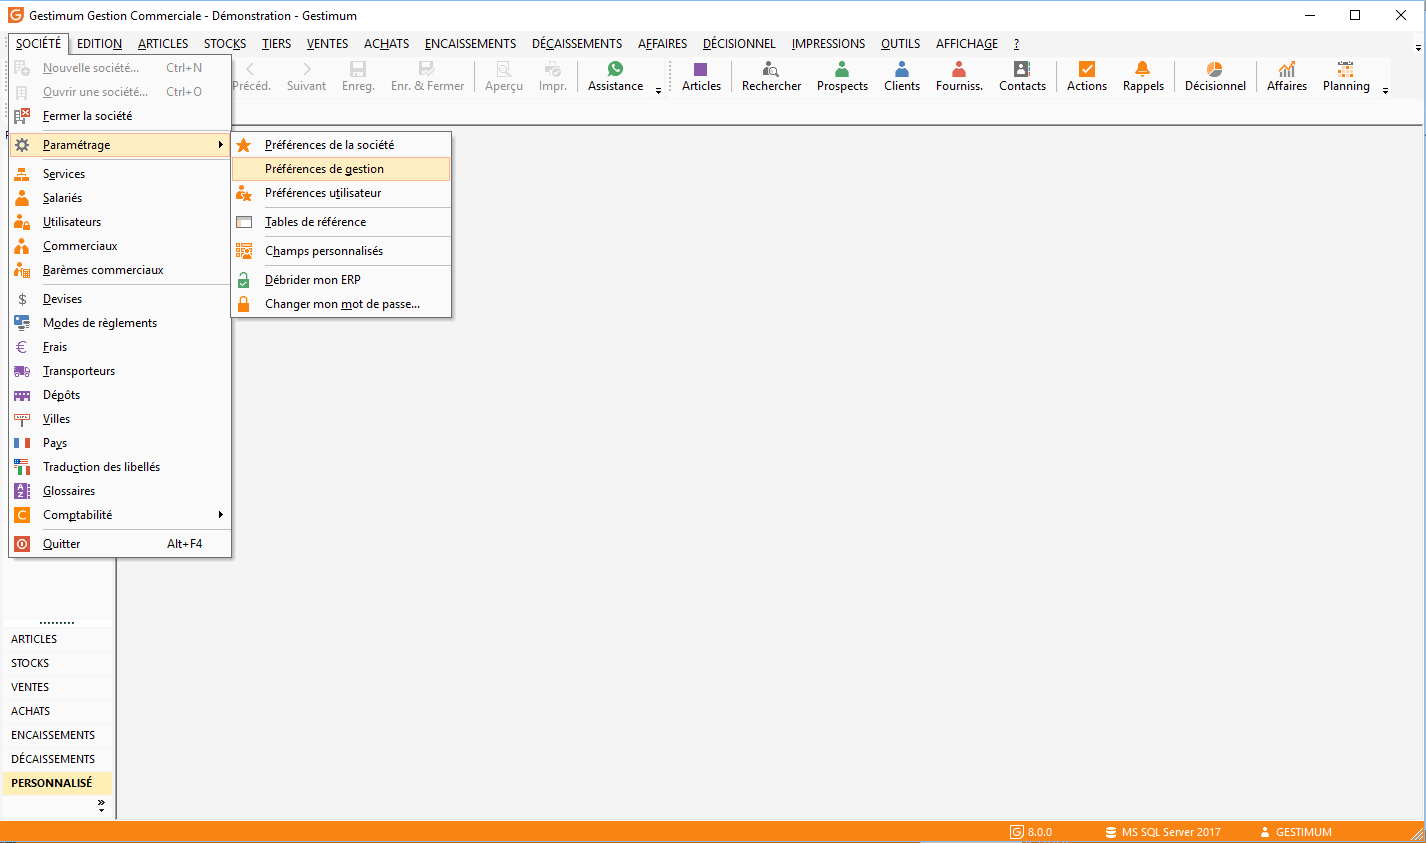 Gestimum Gestion Commerciale - Démonstration - Gestimum
SOCIÉTÉ EDITION ARTICLES STOCKS TIERS VENTES ACHATS ENCAISSEMENTS DÉCAISSEMENTS AFFAIRES DÉCISIONNEL IMPRESSIONS OUTILS AFFICHAGE ?
Précéd. Suivant Enreg. Enr. & Fermer Aperçu Impr. Assistance Articles Rechercher Prospects Clients Fourniss. Contacts Actions Rappels Décisionnel Affaires Planning
Nouvelle société... Ctrl+N
Ouvrir une société... Ctrl+O
Fermer la société
Paramétrage
Services
Salariés
Utilisateurs
Commerciaux
Barèmes commerciaux
Devises
Modes de règlements
Frais
Transporteurs
Dépôts
Villes
Pays
Traduction des libellés
Glossaires
Comptabilité
Quitter Alt+F4
Préférences de la société
Préférences de gestion
Préférences utilisateur
Tables de référence
Champs personnalisés
Débrider mon ERP
Changer mon mot de passe...
ARTICLES
STOCKS
VENTES
ACHATS
ENCAISSEMENTS
DÉCAISSEMENTS
PERSONNALISÉ
8.0.0 MS SQL Server 2017 GESTIMUM